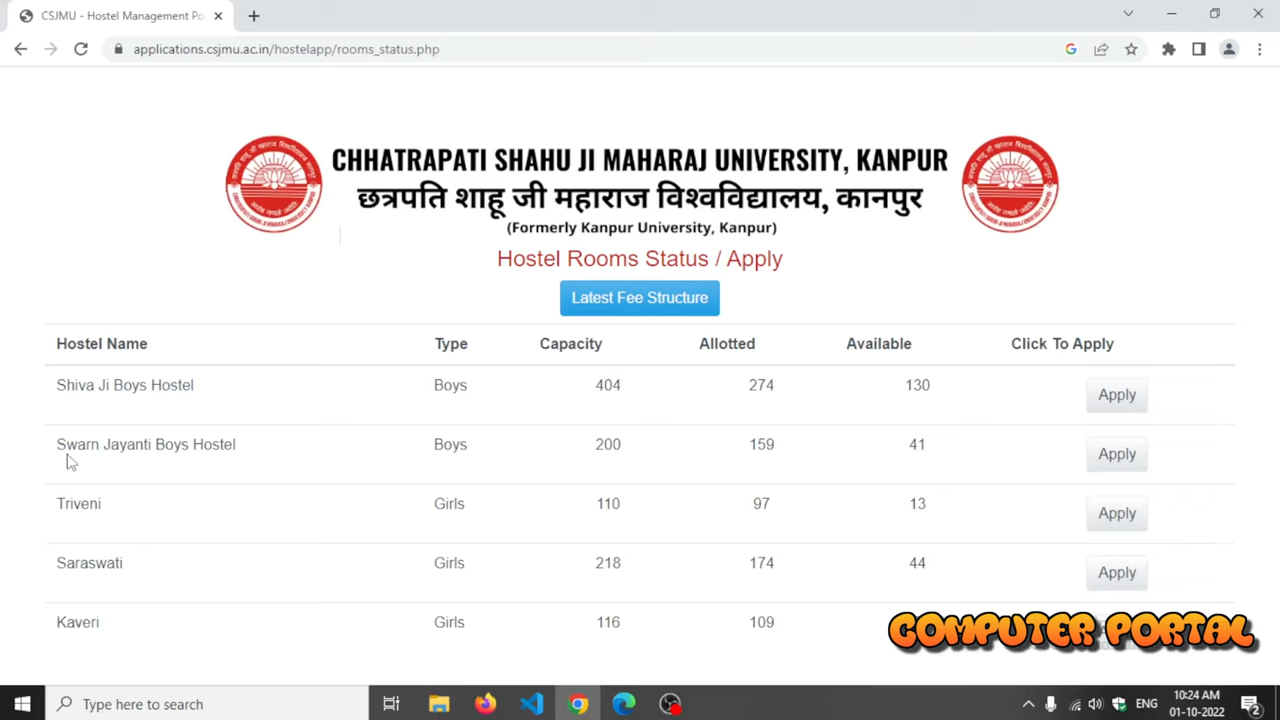 CSJMU - Hostel Management Po
applications.csjmu.ac.in/hostelapp/rooms_status.php
CHHATRAPATI SHAHU JI MAHARAJ UNIVERSITY, KANPUR
छत्रपति शाहू जी महाराज विश्वविद्यालय, कानपुर
(Formerly Kanpur University, Kanpur)
Hostel Rooms Status / Apply
Latest Fee Structure
Hostel Name Type Capacity Allotted Available Click To Apply
Shiva Ji Boys Hostel Boys 404 274 130 Apply
Swarn Jayanti Boys Hostel Boys 200 159 41 Apply
Triveni Girls 110 97 13 Apply
Saraswati Girls 218 174 44 Apply
Kaveri Girls 116 109
COMPUTER PORTAL
Type here to search
ENG
10:24 AM
01-10-2022
2